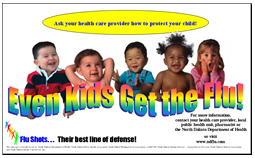 Ask your health care provider how to protect your child!
Even Kids Get the Flu!
For more information,
contact your health care provider, local
public health unit, pharmacist or
the North Dakota Department of Health
or visit
www.ndflu.com
Flu Shots... Their best line of defense!